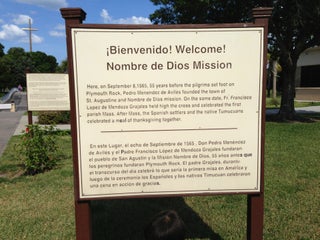 ¡Bienvenido! Welcome!
Nombre de Dios Mission
Here, on September 8, 1565, 55 years before the pilgrims set foot on
Plymouth Rock, Pedro Menéndez de Aviles founded the town of
St. Augustine and Nombre de Dios mission. On the same date, Fr. Francisco
Lopez de Mendoza Grajales held high the cross and celebrated the first
parish Mass. After the Mass, the Spanish settlers and the native Timucuans
celebrated a meal of thanksgiving together.
En este Lugar, el ocho de Septiembre de 1565, Don Pedro Menéndez
de Avilés y el Padre Francisco López de Mendoza Grajales fundaron
el pueblo de San Agustín y la Misión Nombre de Dios, 55 años antes que
los peregrinos fundaran Plymouth Rock. El padre Grajales, durante
el transcurso del día celebró lo que sería la primera misa en América y
luego de la ceremonia los Españoles y los nativos Timucuas celebraron
una cena en acción de gracias.